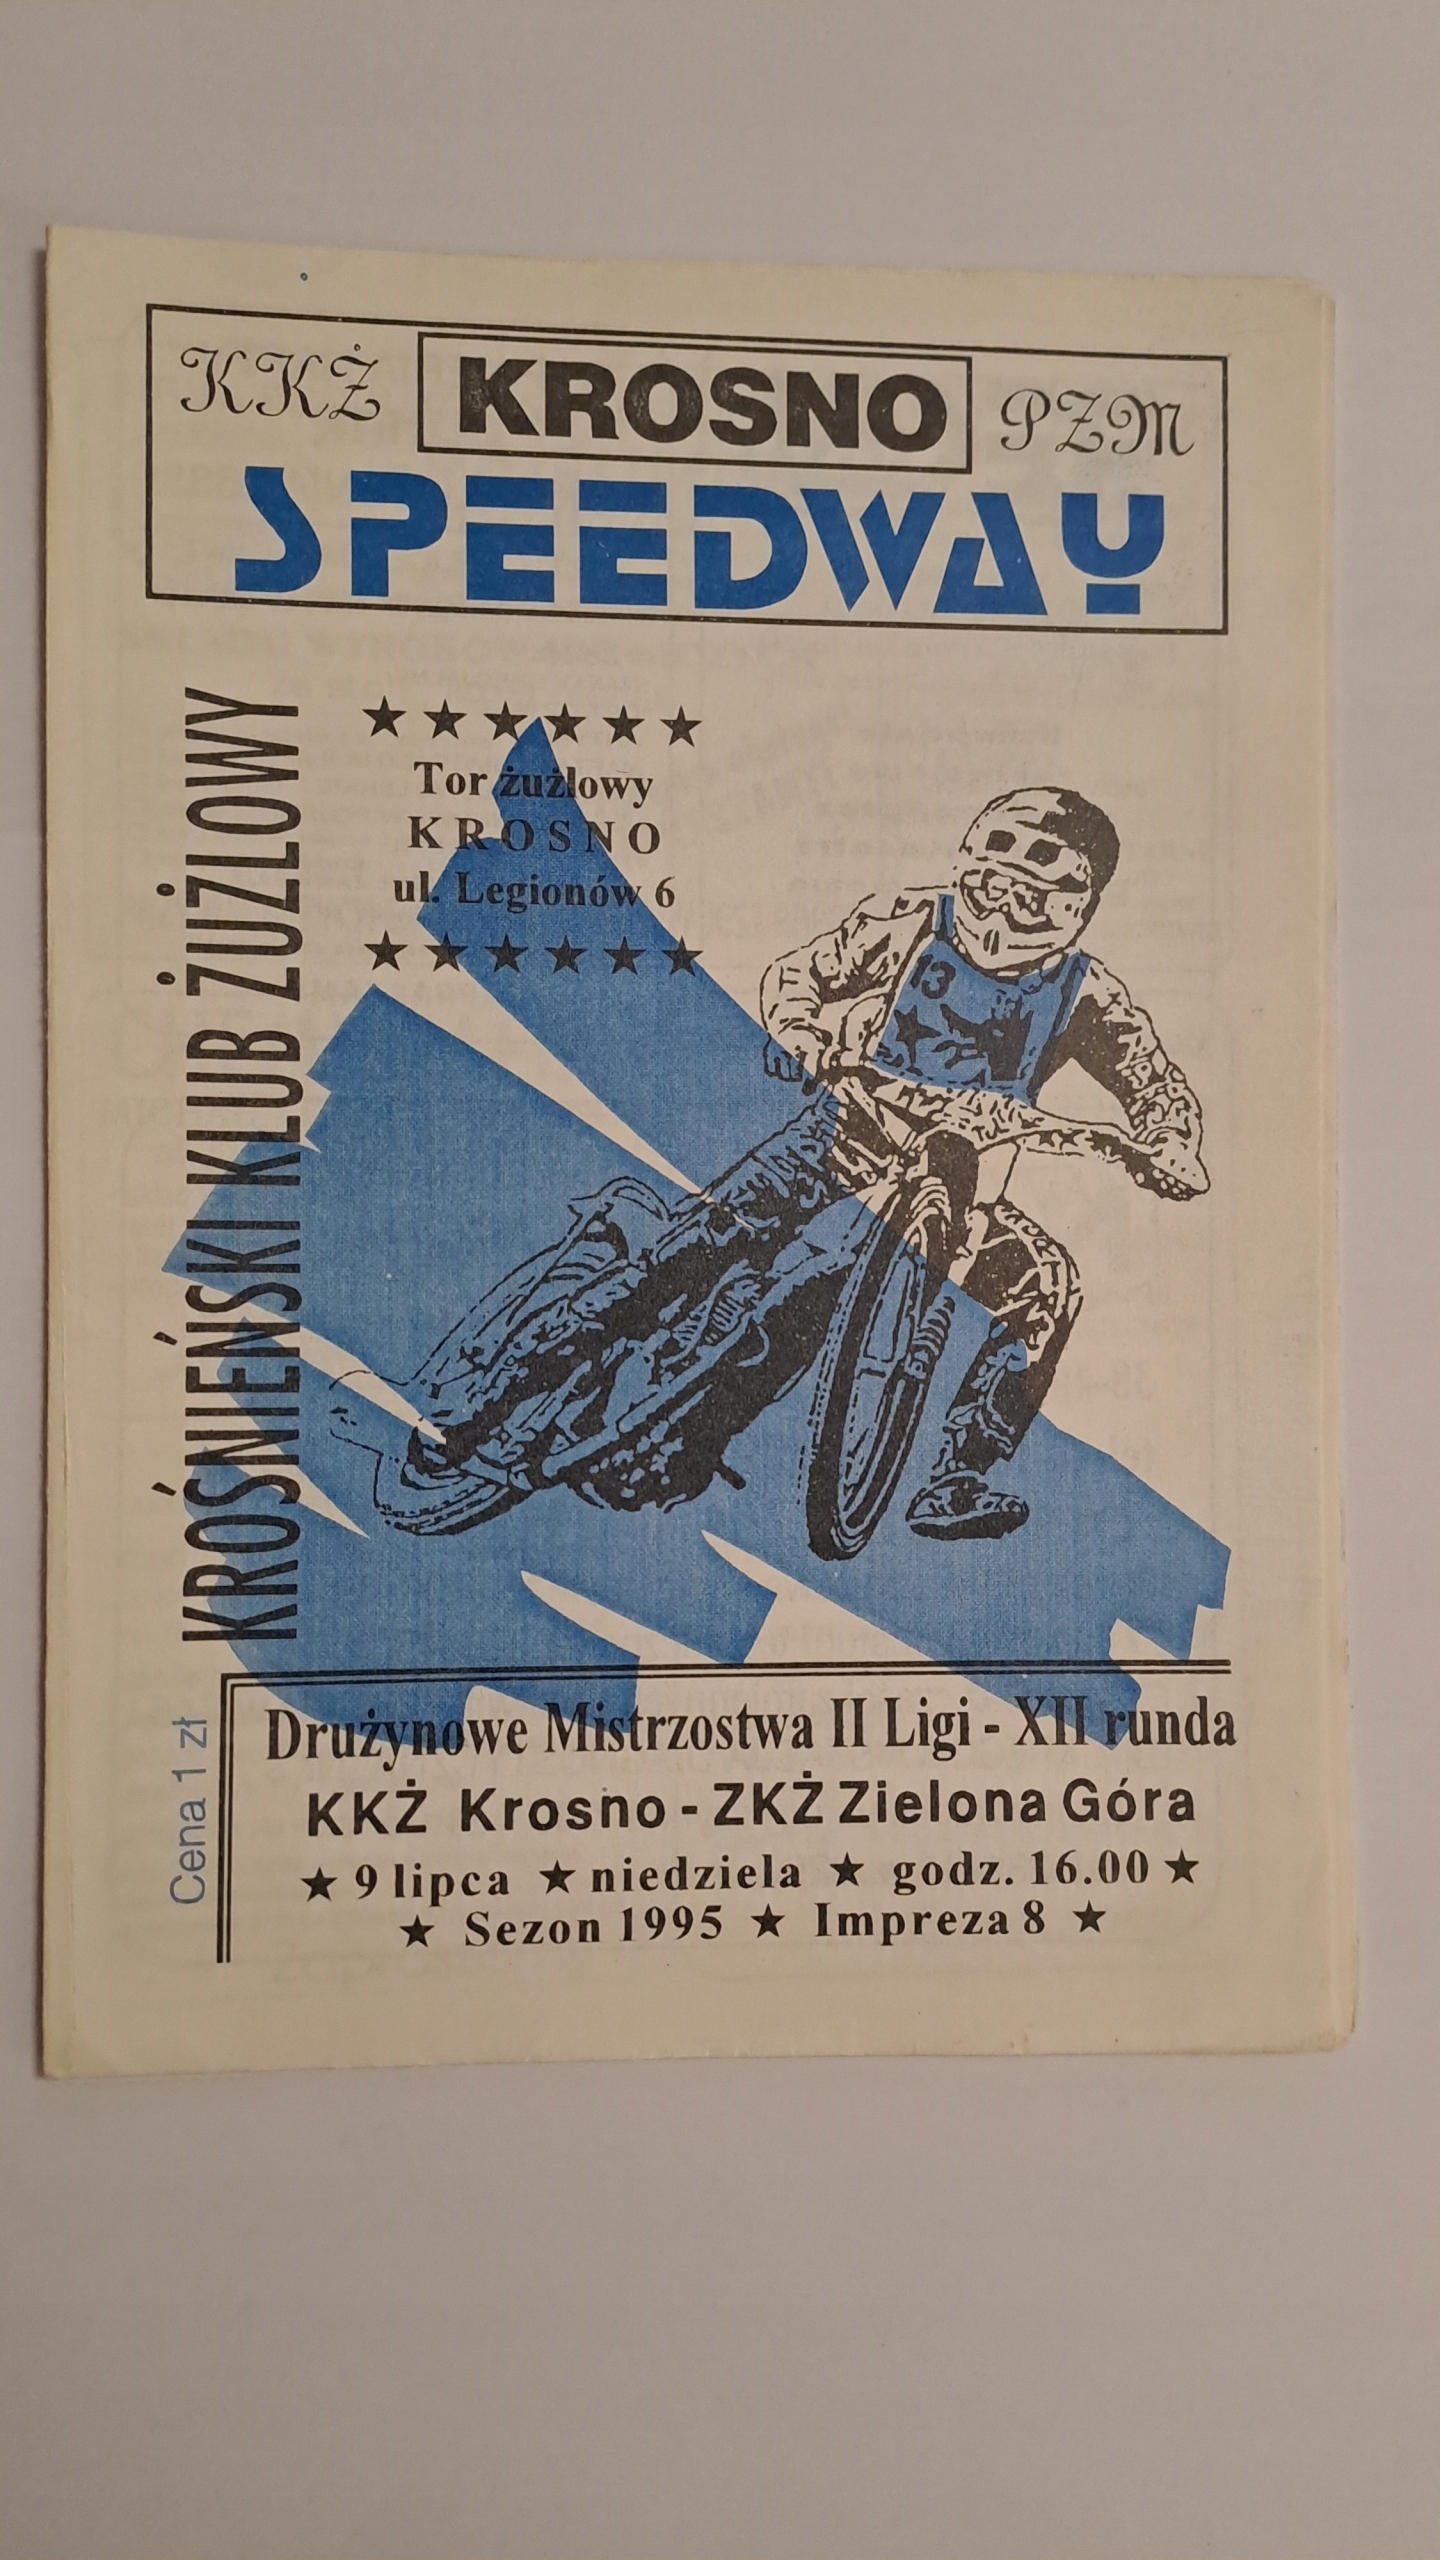 KKŻ KROSNO PZM
SPEEDWAY
KROŚNIEŃSKI KLUB ŻUŻLOWY
★ ★ ★ ★ ★ ★
Tor żużlowy
KROSNO
ul. Legionów 6
★ ★ ★ ★ ★ ★
13
Cena 1 zł
Drużynowe Mistrzostwa II Ligi - XII runda
KKŻ Krosno - ZKŻ Zielona Góra
★ 9 lipca ★ niedziela ★ godz. 16.00 ★
★ Sezon 1995 ★ Impreza 8 ★